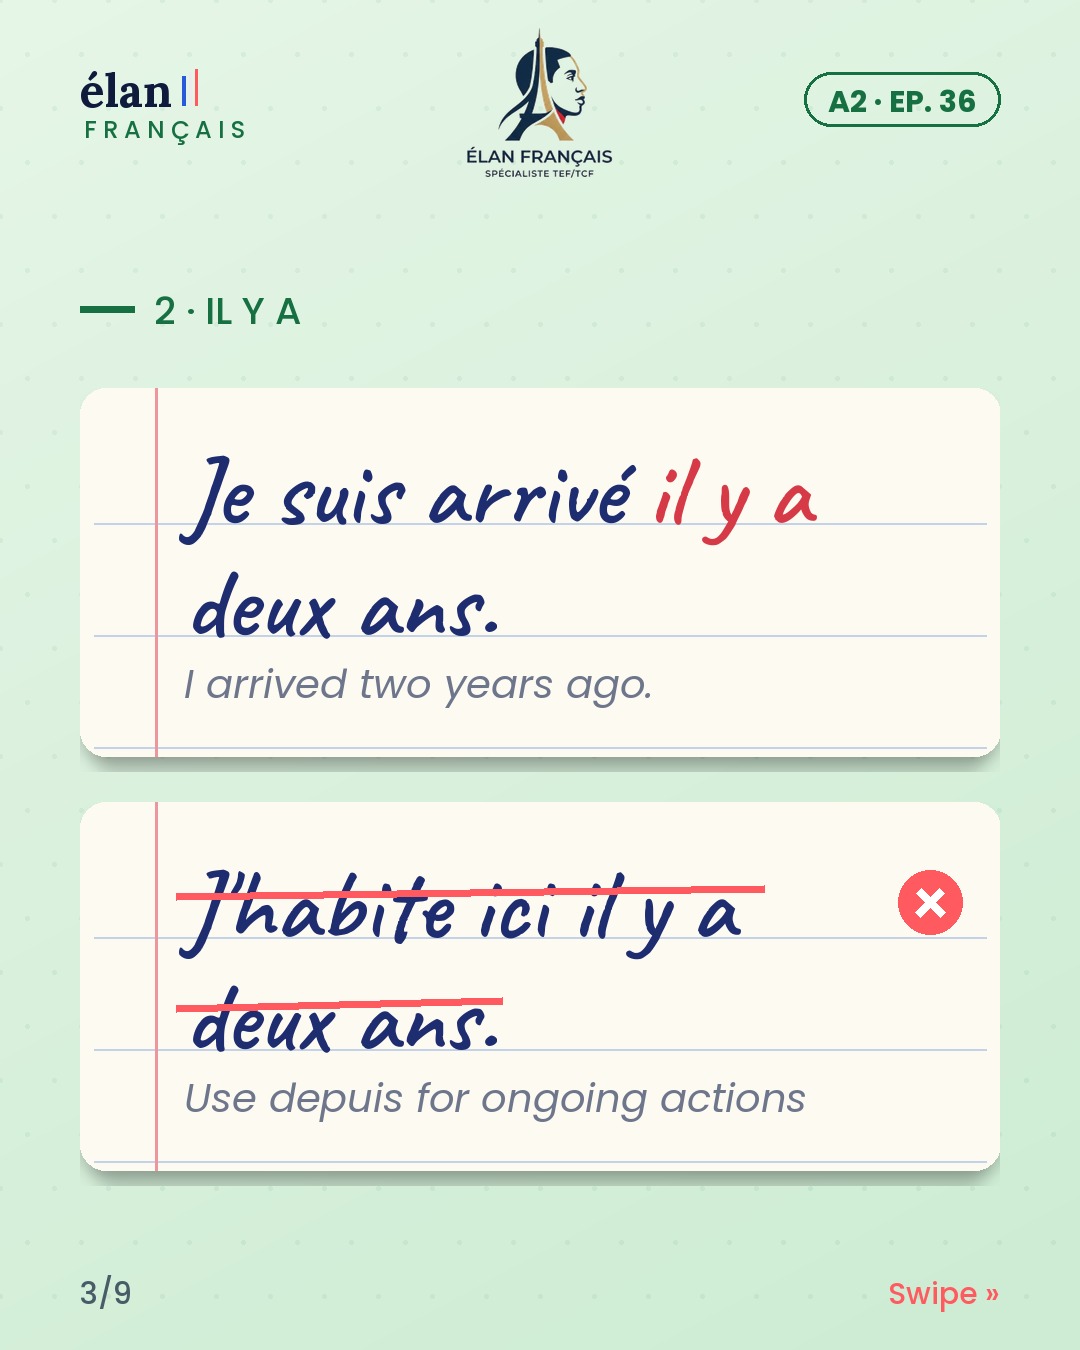 élan
FRANÇAIS
ÉLAN FRANÇAIS
SPÉCIALISTE TEF/TCF
A2 · EP. 36
2 · IL Y A
Je suis arrivé il y a
deux ans.
I arrived two years ago.
J'habite ici il y a
deux ans.
Use depuis for ongoing actions
3/9
Swipe »